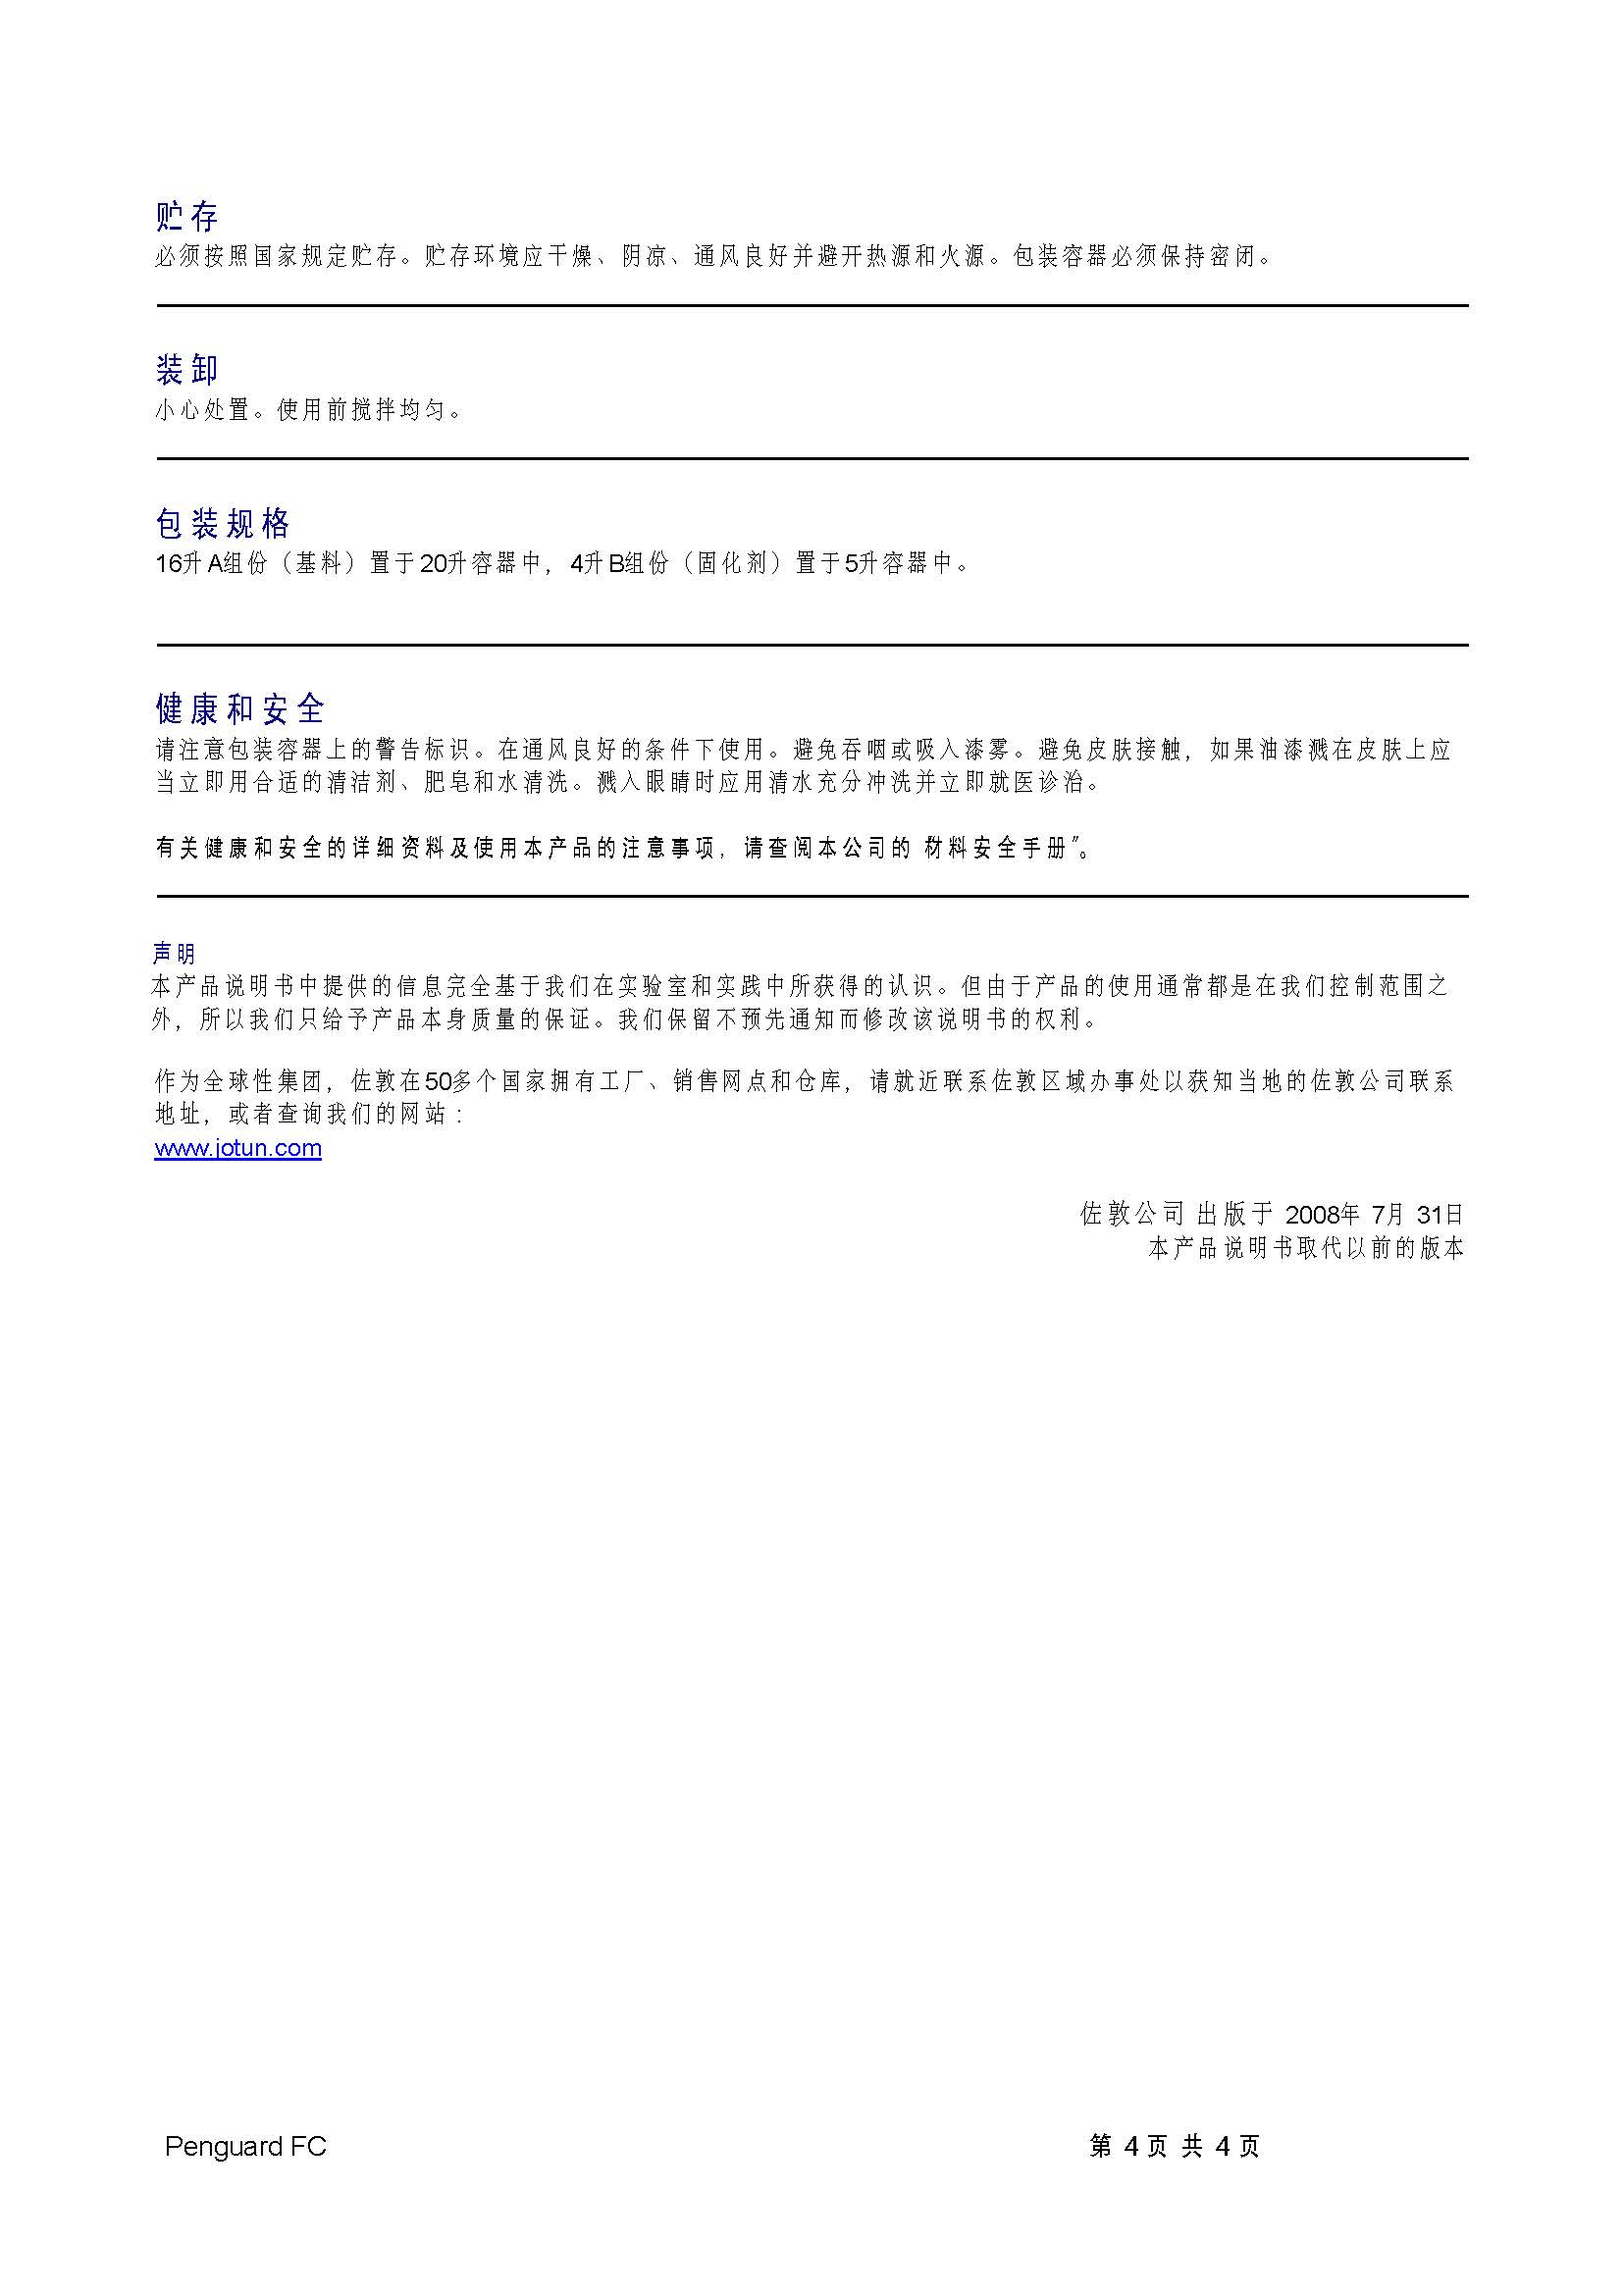 贮存
必须按照国家规定贮存。贮存环境应干燥、阴凉、通风良好并避开热源和火源。包装容器必须保持密闭。
装卸
小心处置。使用前搅拌均匀。
包装规格
16升A组份（基料）置于20升容器中，4升B组份（固化剂）置于5升容器中。
健康和安全
请注意包装容器上的警告标识。在通风良好的条件下使用。避免吞咽或吸入漆雾。避免皮肤接触，如果油漆溅在皮肤上应
当立即用合适的清洁剂、肥皂和水清洗。溅入眼睛时应用清水充分冲洗并立即就医诊治。
有关健康和安全的详细资料及使用本产品的注意事项，请查阅本公司的 材料安全手册”。
声明
本产品说明书中提供的信息完全基于我们在实验室和实践中所获得的认识。但由于产品的使用通常都是在我们控制范围之
外，所以我们只给予产品本身质量的保证。我们保留不预先通知而修改该说明书的权利。
作为全球性集团，佐敦在50多个国家拥有工厂、销售网点和仓库，请就近联系佐敦区域办事处以获知当地的佐敦公司联系
地址，或者查询我们的网站：
www.jotun.com
佐敦公司 出版于 2008年 7月 31日
本产品说明书取代以前的版本
Penguard FC 第 4 页 共 4 页